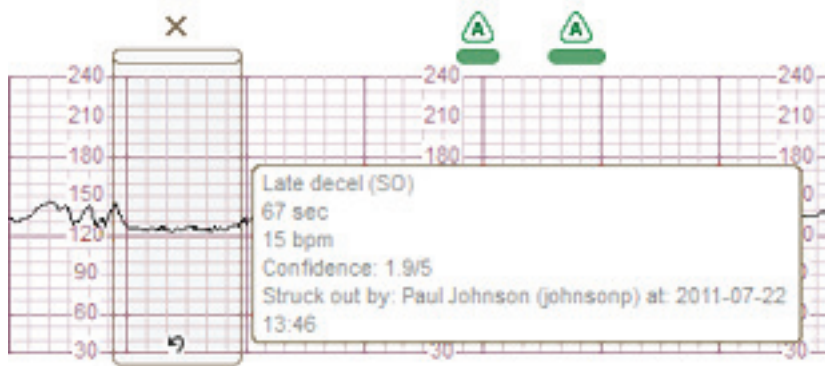 A A
240 240 240
210 210 210
180 180 180
150
120
90
60
30 30 30
Late decel (SO)
67 sec
15 bpm
Confidence: 1.9/5
Struck out by: Paul Johnson (johnsonp) at: 2011-07-22
13:46